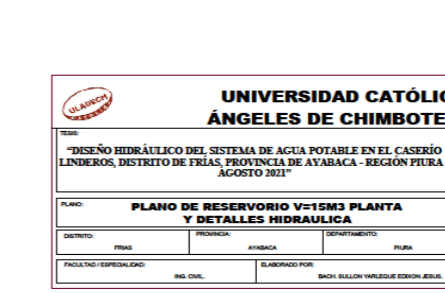 ULADECH
UNIVERSIDAD CATÓLIC
ÁNGELES DE CHIMBOTE
TESIS:
“DISEÑO HIDRÁULICO DEL SISTEMA DE AGUA POTABLE EN EL CASERÍO
LINDEROS, DISTRITO DE FRÍAS, PROVINCIA DE AYABACA - REGIÓN PIURA
AGOSTO 2021”
PLANO:
PLANO DE RESERVORIO V=15M3 PLANTA
Y DETALLES HIDRAULICA
DISTRITO: PROVINCIA: DEPARTAMENTO:
FRIAS AYABACA PIURA
FACULTAD / ESPECIALIDAD: ELABORADO POR:
ING. CIVIL. BACH. SULLON YARLEQUE EDIXON JESUS.